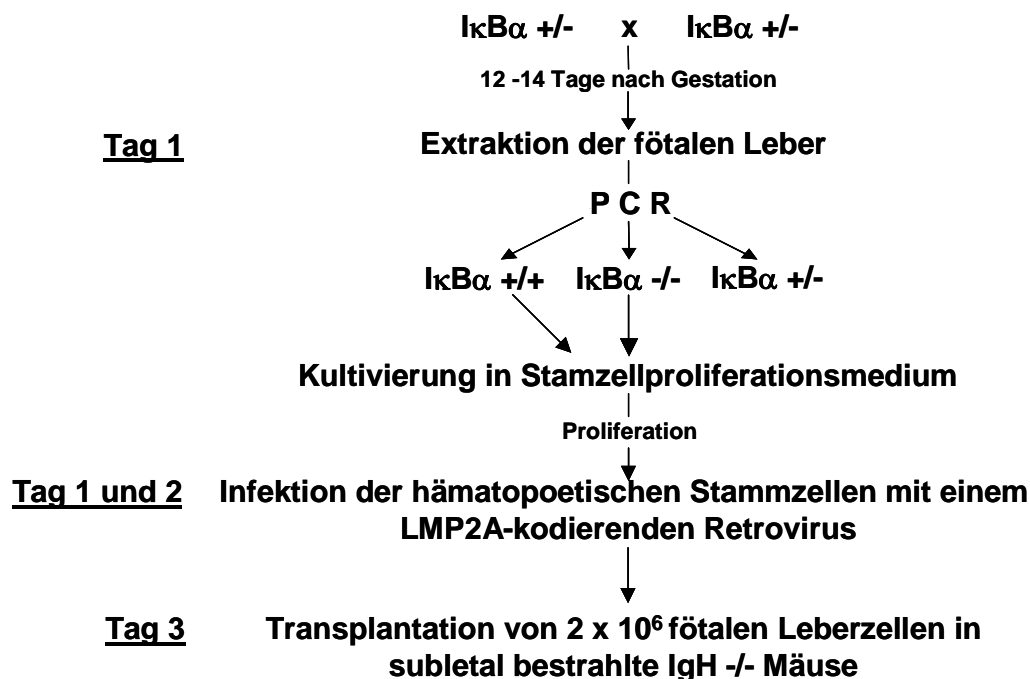 IκBα +/- x IκBα +/-
12 -14 Tage nach Gestation
Tag 1 Extraktion der fötalen Leber
P C R
IκBα +/+ IκBα -/- IκBα +/-
Kultivierung in Stamzellproliferationsmedium
Proliferation
Tag 1 und 2 Infektion der hämatopoetischen Stammzellen mit einem
LMP2A-kodierenden Retrovirus
Tag 3 Transplantation von 2 x 10⁶ fötalen Leberzellen in
subletal bestrahlte IgH -/- Mäuse